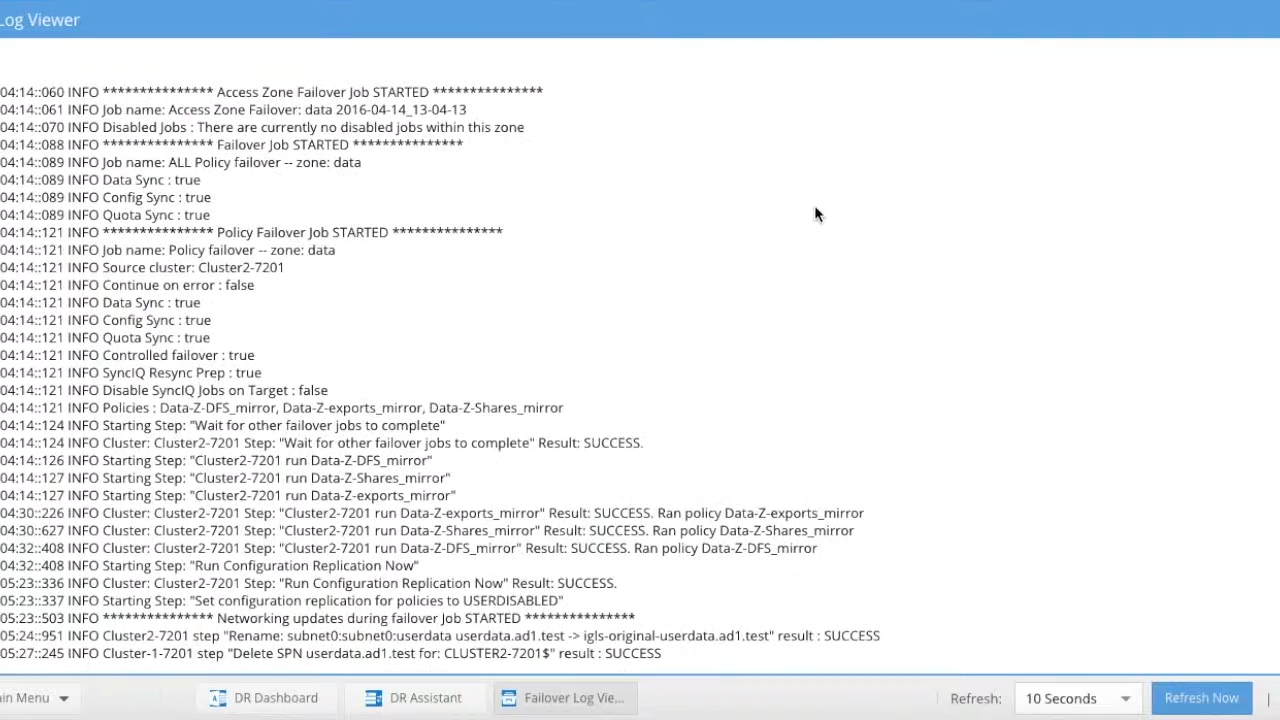 Log Viewer
04:14::060 INFO *************** Access Zone Failover Job STARTED ***************
04:14::061 INFO Job name: Access Zone Failover: data 2016-04-14_13-04-13
04:14::070 INFO Disabled Jobs : There are currently no disabled jobs within this zone
04:14::088 INFO *************** Failover Job STARTED ***************
04:14::089 INFO Job name: ALL Policy failover -- zone: data
04:14::089 INFO Data Sync : true
04:14::089 INFO Config Sync : true
04:14::089 INFO Quota Sync : true
04:14::121 INFO *************** Policy Failover Job STARTED ***************
04:14::121 INFO Job name: Policy failover -- zone: data
04:14::121 INFO Source cluster: Cluster2-7201
04:14::121 INFO Continue on error : false
04:14::121 INFO Data Sync : true
04:14::121 INFO Config Sync : true
04:14::121 INFO Quota Sync : true
04:14::121 INFO Controlled failover : true
04:14::121 INFO SyncIQ Resync Prep : true
04:14::121 INFO Disable SyncIQ Jobs on Target : false
04:14::121 INFO Policies : Data-Z-DFS_mirror, Data-Z-exports_mirror, Data-Z-Shares_mirror
04:14::124 INFO Starting Step: "Wait for other failover jobs to complete"
04:14::124 INFO Cluster: Cluster2-7201 Step: "Wait for other failover jobs to complete" Result: SUCCESS.
04:14::126 INFO Starting Step: "Cluster2-7201 run Data-Z-DFS_mirror"
04:14::127 INFO Starting Step: "Cluster2-7201 run Data-Z-Shares_mirror"
04:14::127 INFO Starting Step: "Cluster2-7201 run Data-Z-exports_mirror"
04:30::226 INFO Cluster: Cluster2-7201 Step: "Cluster2-7201 run Data-Z-exports_mirror" Result: SUCCESS. Ran policy Data-Z-exports_mirror
04:30::627 INFO Cluster: Cluster2-7201 Step: "Cluster2-7201 run Data-Z-Shares_mirror" Result: SUCCESS. Ran policy Data-Z-Shares_mirror
04:32::408 INFO Cluster: Cluster2-7201 Step: "Cluster2-7201 run Data-Z-DFS_mirror" Result: SUCCESS. Ran policy Data-Z-DFS_mirror
04:32::408 INFO Starting Step: "Run Configuration Replication Now"
05:23::336 INFO Cluster: Cluster2-7201 Step: "Run Configuration Replication Now" Result: SUCCESS.
05:23::337 INFO Starting Step: "Set configuration replication for policies to USERDISABLED"
05:23::503 INFO *************** Networking updates during failover Job STARTED ***************
05:24::951 INFO Cluster2-7201 step "Rename: subnet0:subnet0:userdata userdata.ad1.test -> igls-original-userdata.ad1.test" result : SUCCESS
05:27::245 INFO Cluster-1-7201 step "Delete SPN userdata.ad1.test for: CLUSTER2-7201$" result : SUCCESS
ain Menu DR Dashboard DR Assistant Failover Log Vie... Refresh: 10 Seconds Refresh Now